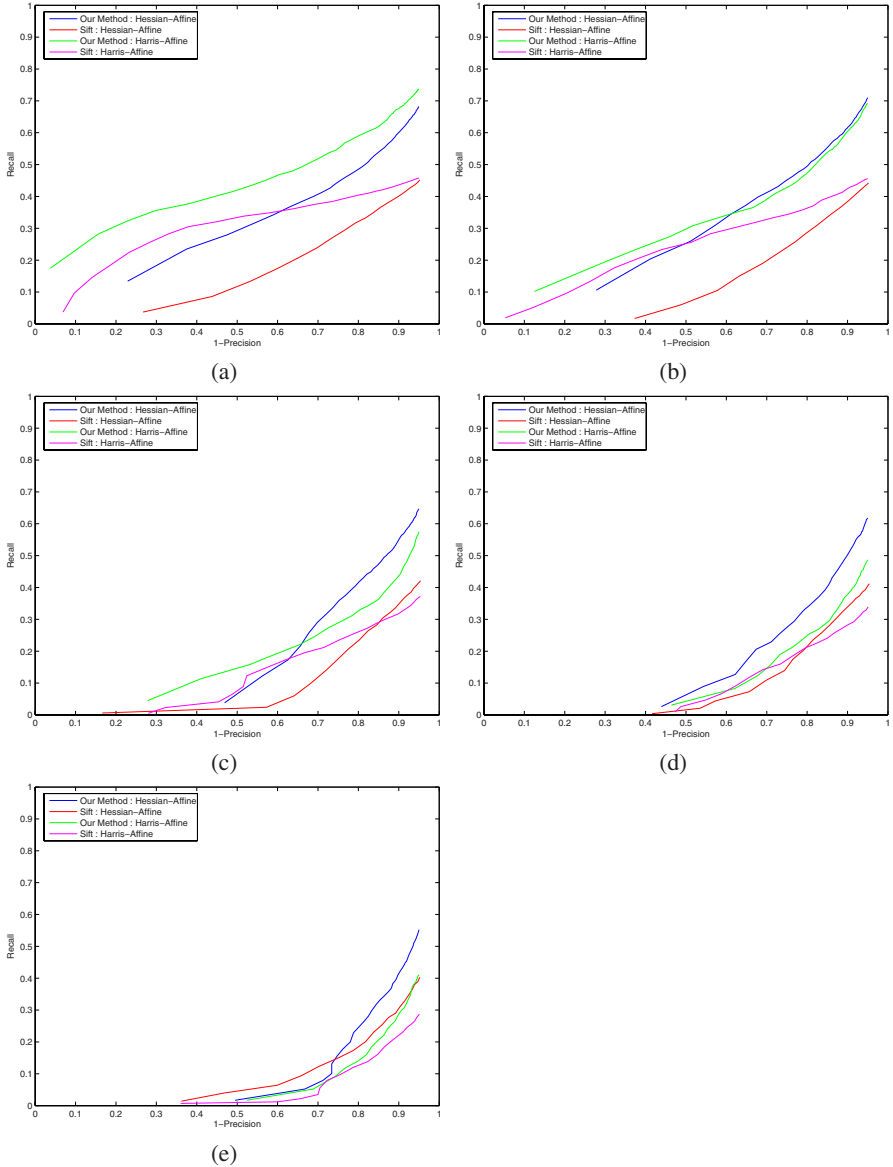 Our Method : Hessian−Affine
Sift : Hessian−Affine
Our Method : Harris−Affine
Sift : Harris−Affine
1
0.9
0.8
0.7
0.6
0.5
0.4
0.3
0.2
0.1
0
Recall
0 0.1 0.2 0.3 0.4 0.5 0.6 0.7 0.8 0.9 1
1−Precision
(a)
Our Method : Hessian−Affine
Sift : Hessian−Affine
Our Method : Harris−Affine
Sift : Harris−Affine
1
0.9
0.8
0.7
0.6
0.5
0.4
0.3
0.2
0.1
0
Recall
0 0.1 0.2 0.3 0.4 0.5 0.6 0.7 0.8 0.9 1
1−Precision
(b)
Our Method : Hessian−Affine
Sift : Hessian−Affine
Our Method : Harris−Affine
Sift : Harris−Affine
1
0.9
0.8
0.7
0.6
0.5
0.4
0.3
0.2
0.1
0
Recall
0 0.1 0.2 0.3 0.4 0.5 0.6 0.7 0.8 0.9 1
1−Precision
(c)
Our Method : Hessian−Affine
Sift : Hessian−Affine
Our Method : Harris−Affine
Sift : Harris−Affine
1
0.9
0.8
0.7
0.6
0.5
0.4
0.3
0.2
0.1
0
Recall
0 0.1 0.2 0.3 0.4 0.5 0.6 0.7 0.8 0.9 1
1−Precision
(d)
Our Method : Hessian−Affine
Sift : Hessian−Affine
Our Method : Harris−Affine
Sift : Harris−Affine
1
0.9
0.8
0.7
0.6
0.5
0.4
0.3
0.2
0.1
0
Recall
0 0.1 0.2 0.3 0.4 0.5 0.6 0.7 0.8 0.9 1
1−Precision
(e)